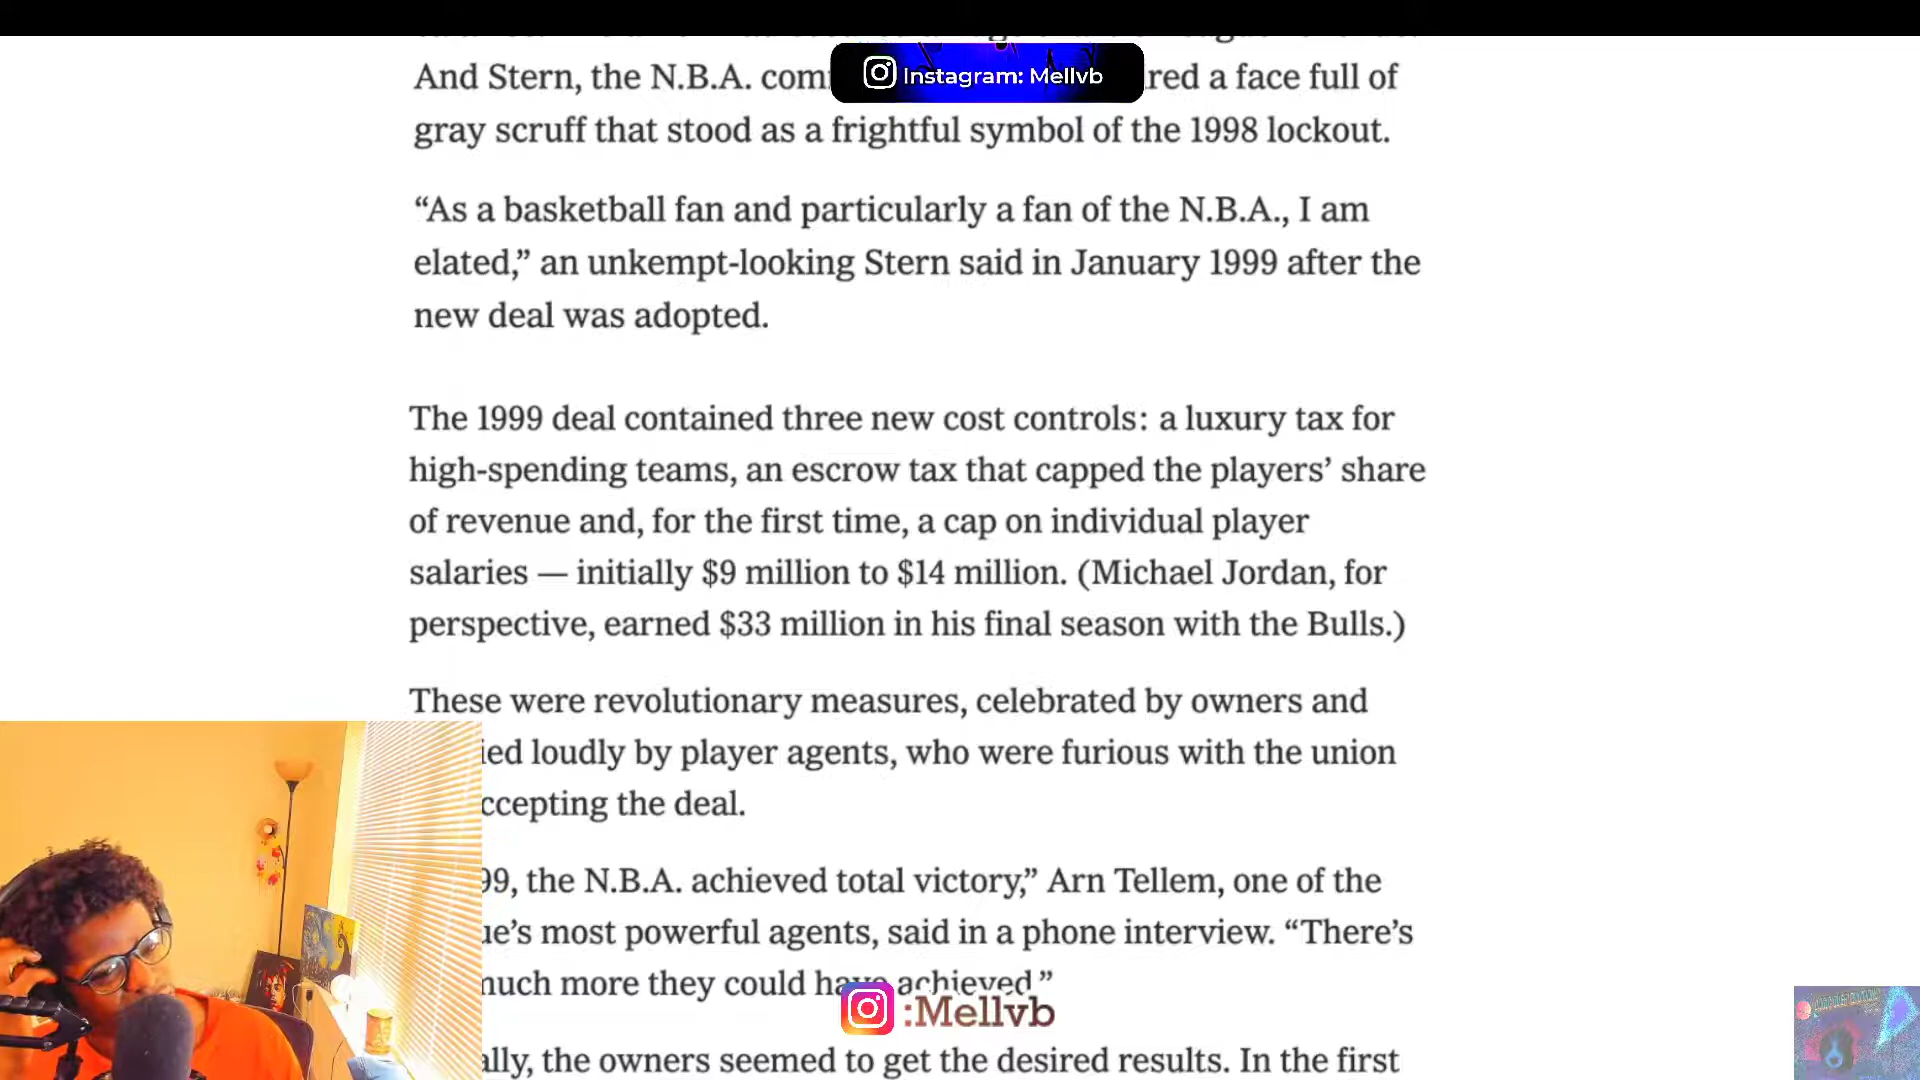 Instagram: Mellvb
And Stern, the N.B.A. com red a face full of
gray scruff that stood as a frightful symbol of the 1998 lockout.
“As a basketball fan and particularly a fan of the N.B.A., I am
elated,” an unkempt-looking Stern said in January 1999 after the
new deal was adopted.
The 1999 deal contained three new cost controls: a luxury tax for
high-spending teams, an escrow tax that capped the players’ share
of revenue and, for the first time, a cap on individual player
salaries — initially $9 million to $14 million. (Michael Jordan, for
perspective, earned $33 million in his final season with the Bulls.)
These were revolutionary measures, celebrated by owners and
ied loudly by player agents, who were furious with the union
ccepting the deal.
99, the N.B.A. achieved total victory,” Arn Tellem, one of the
ue’s most powerful agents, said in a phone interview. “There’s
much more they could have achieved.”
:Mellvb
ally, the owners seemed to get the desired results. In the first